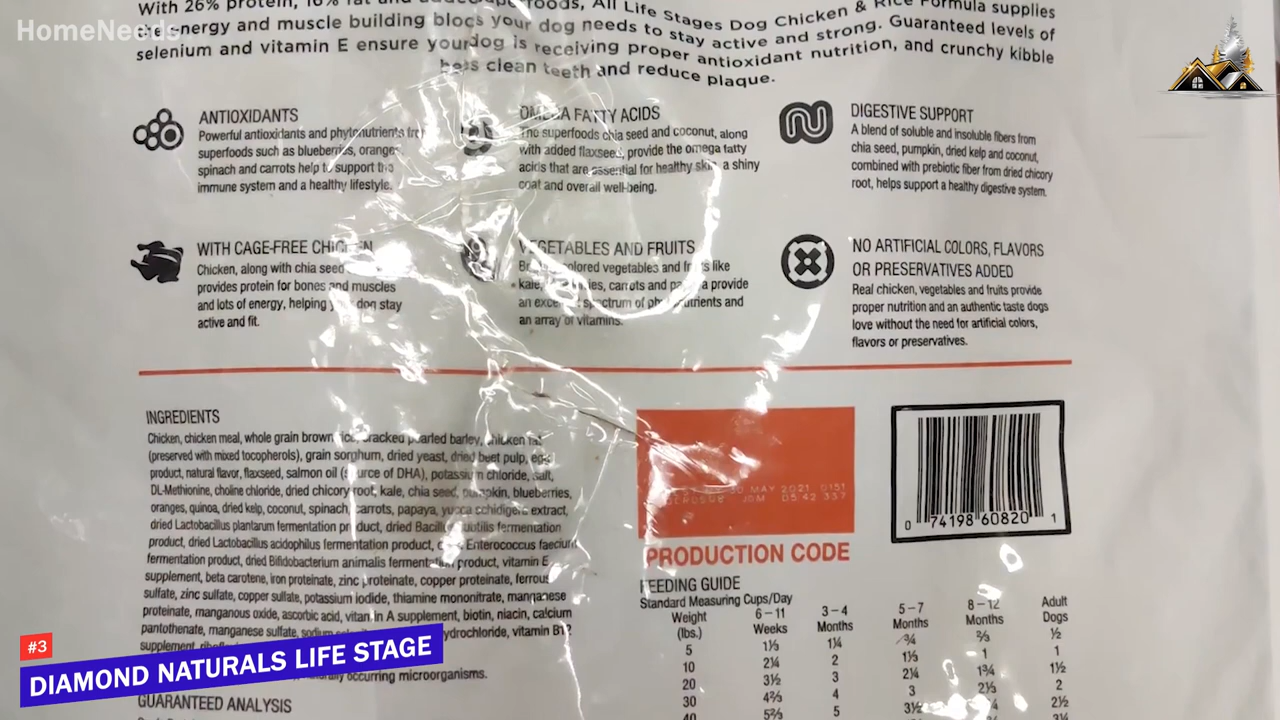 HomeNeeds
With 26% protein, 16% fat and foods, All Life Stages Dog Chicken & Rice Formula supplies
energy and muscle building blocs your dog needs to stay active and strong. Guaranteed levels of
selenium and vitamin E ensure your dog is receiving proper antioxidant nutrition, and crunchy kibble
clean teeth and reduce plaque.
ANTIOXIDANTS
Powerful antioxidants and phytonutrients
superfoods such as blueberries, oranges
spinach and carrots help to support the
immune system and a healthy lifestyle.
OMEGA FATTY ACIDS
The superfoods chia seed and coconut, along
with added flaxseed, provide the omega fatty
acids that are essential for healthy skin, a shiny
coat and overall well-being.
DIGESTIVE SUPPORT
A blend of soluble and insoluble fibers from
chia seed, pumpkin, dried kelp and coconut,
combined with prebiotic fiber from dried chicory
root, helps support a healthy digestive system.
WITH CAGE-FREE CHICKEN
Chicken, along with chia seed
provides protein for bones and muscles
and lots of energy, helping your dog stay
active and fit.
VEGETABLES AND FRUITS
colored vegetables and fruits like
kale, carrots and provide
an spectrum of and
an array of vitamins.
NO ARTIFICIAL COLORS, FLAVORS
OR PRESERVATIVES ADDED
Real chicken, vegetables and fruits provide
proper nutrition and an authentic taste dogs
love without the need for artificial colors,
flavors or preservatives.
INGREDIENTS
Chicken, chicken meal, whole grain brown rice, cracked pearled barley, chicken fat
(preserved with mixed tocopherols), grain sorghum, dried yeast, dried beet pulp, egg
product, natural flavor, flaxseed, salmon oil (source of DHA), potassium chloride, salt,
DL-Methionine, choline chloride, dried chicory root, kale, chia seed, pumpkin, blueberries,
oranges, quinoa, dried kelp, coconut, spinach, carrots, papaya, yucca schidigera extract,
dried Lactobacillus plantarum fermentation product, dried Bacillus subtilis fermentation
product, dried Lactobacillus acidophilus fermentation product, dried Enterococcus faecium
fermentation product, dried Bifidobacterium animalis fermentation product, vitamin E
supplement, beta carotene, iron proteinate, zinc proteinate, copper proteinate, ferrous
sulfate, zinc sulfate, copper sulfate, potassium iodide, thiamine mononitrate, manganese
proteinate, manganous oxide, ascorbic acid, vitamin A supplement, biotin, niacin, calcium
pantothenate, manganese sulfate, sodium vitamin B12
supplement,
occurring microorganisms.
GUARANTEED ANALYSIS
30 MAY 2021 0151
JDM 05:42 337
PRODUCTION CODE
0 74198 60820 1
FEEDING GUIDE
Standard Measuring Cups/Day
Weight (lbs.) 6–11 Weeks 3–4 Months 5–7 Months 8–12 Months Adult Dogs
5 1⅓ 1¼ ¾ ⅔ ½
10 2¼ 2 1⅓ 1 1
20 3½ 3 2¼ 1¾ 1½
30 4⅔ 4 3 2⅓ 2
40 5⅔ 5 2½
#3
DIAMOND NATURALS LIFE STAGE